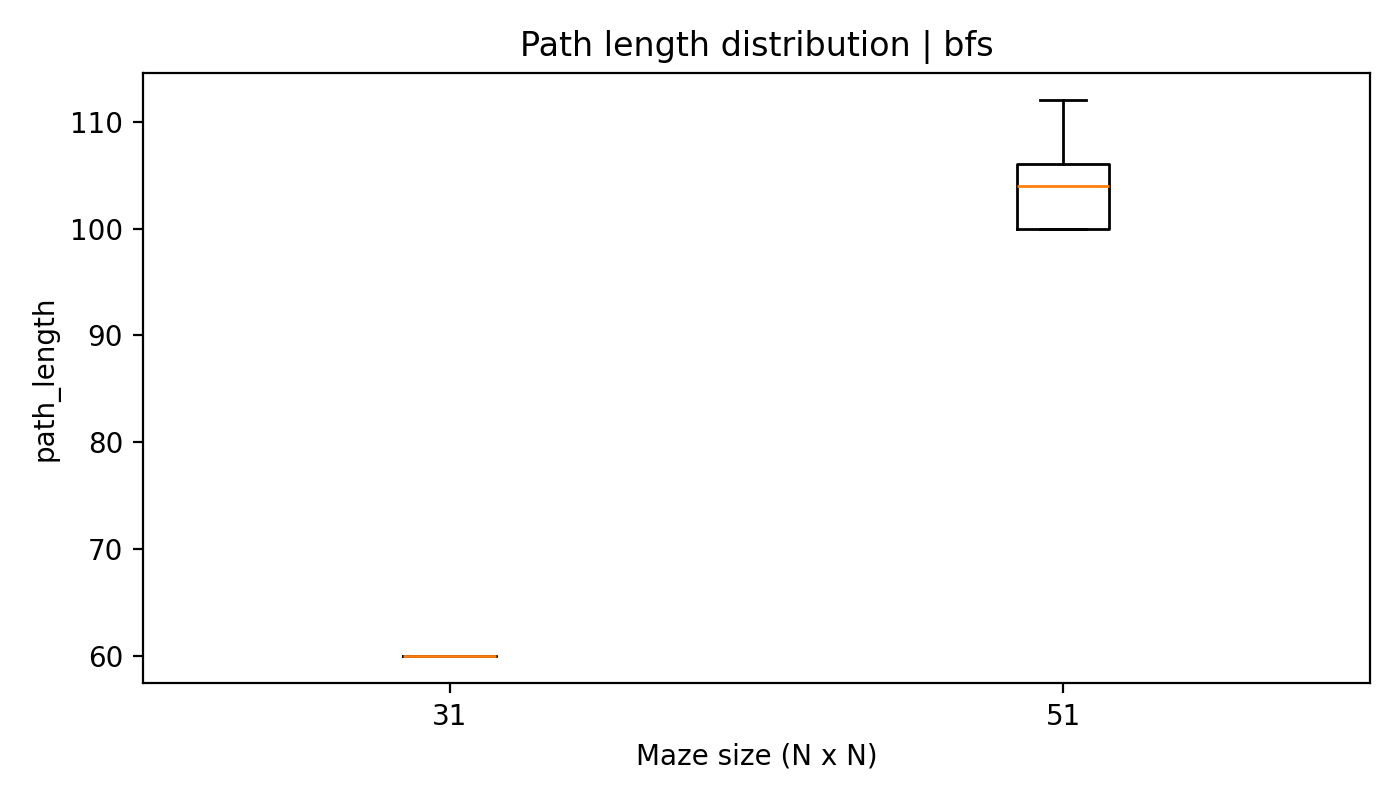 Path length distribution | bfs
path_length
110
100
90
80
70
60
31 51
Maze size (N x N)